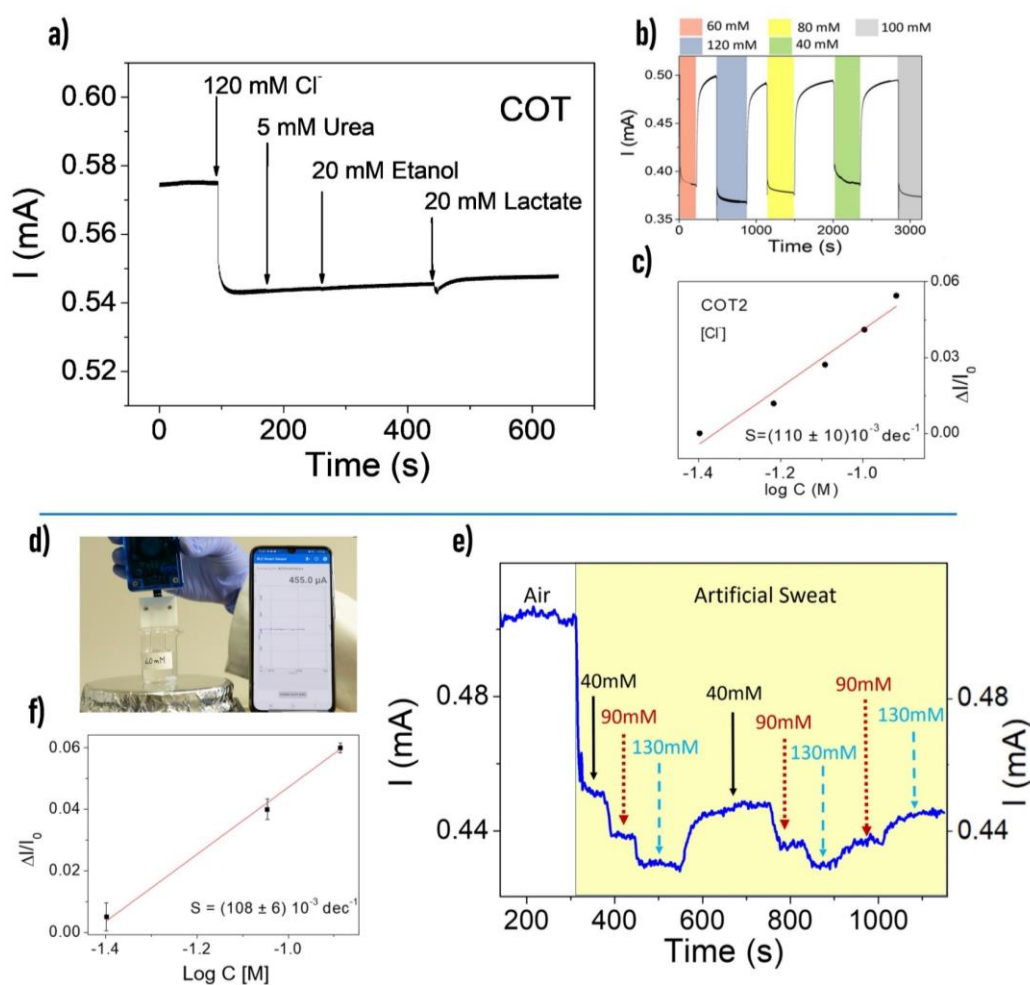 a)
COT
120 mM Cl⁻
5 mM Urea
20 mM Etanol
20 mM Lactate
0.60
0.58
0.56
0.54
0.52
I (mA)
0 200 400 600
Time (s)
b)
60 mM 80 mM 100 mM
120 mM 40 mM
0.50
0.45
0.40
0.35
I (mA)
0 1000 2000 3000
Time (s)
c)
COT2
[Cl⁻]
S=(110 ± 10)10⁻³ dec⁻¹
0.06
0.03
0.00
ΔI/I₀
-1.4 -1.2 -1.0
log C (M)
d)
455.0 µA
40mM
e)
Air Artificial Sweat
40mM
90mM
130mM
40mM
90mM
130mM
90mM
130mM
0.48
0.44
I (mA)
0.48
0.44
I (mA)
200 400 600 800 1000
Time (s)
f)
0.06
0.04
0.02
0.00
ΔI/I₀
S = (108 ± 6) 10⁻³ dec⁻¹
-1.4 -1.2 -1.0
Log C [M]